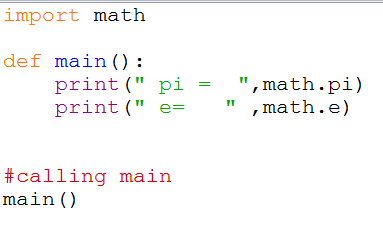 import math
def main():
    print(" pi =  ",math.pi)
    print(" e=   " ,math.e)
#calling main
main()